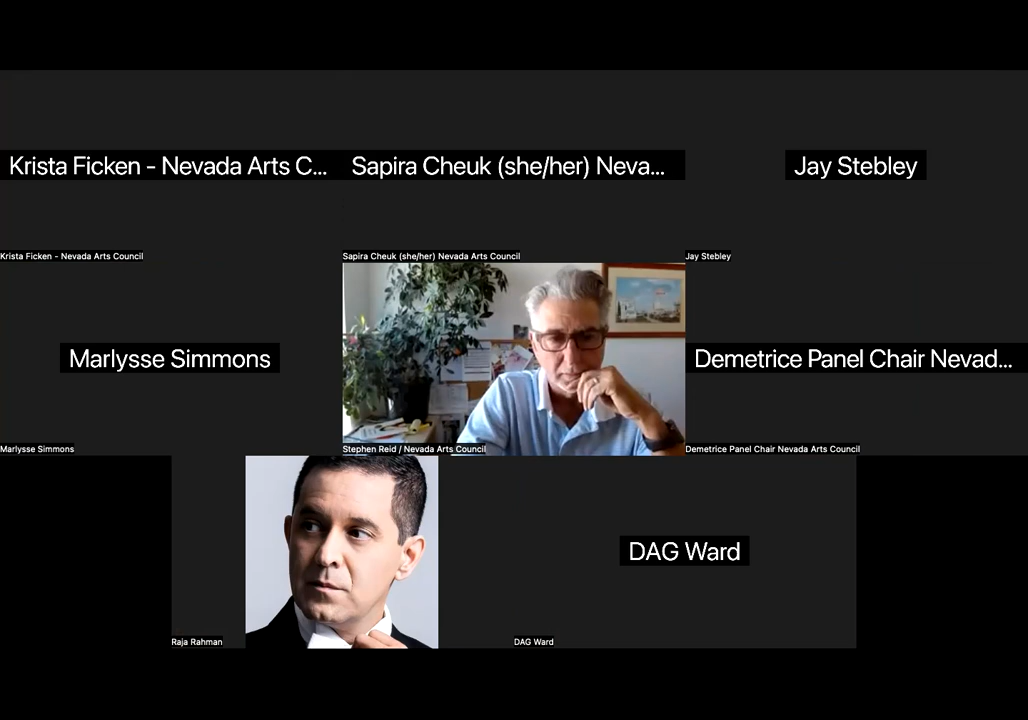 Krista Ficken - Nevada Arts C...
Sapira Cheuk (she/her) Neva...
Jay Stebley
Krista Ficken - Nevada Arts Council
Sapira Cheuk (she/her) Nevada Arts Council
Jay Stebley
Marlysse Simmons
Demetrice Panel Chair Nevad...
Marlysse Simmons
Stephen Reid / Nevada Arts Council
Demetrice Panel Chair Nevada Arts Council
DAG Ward
Raja Rahman
DAG Ward